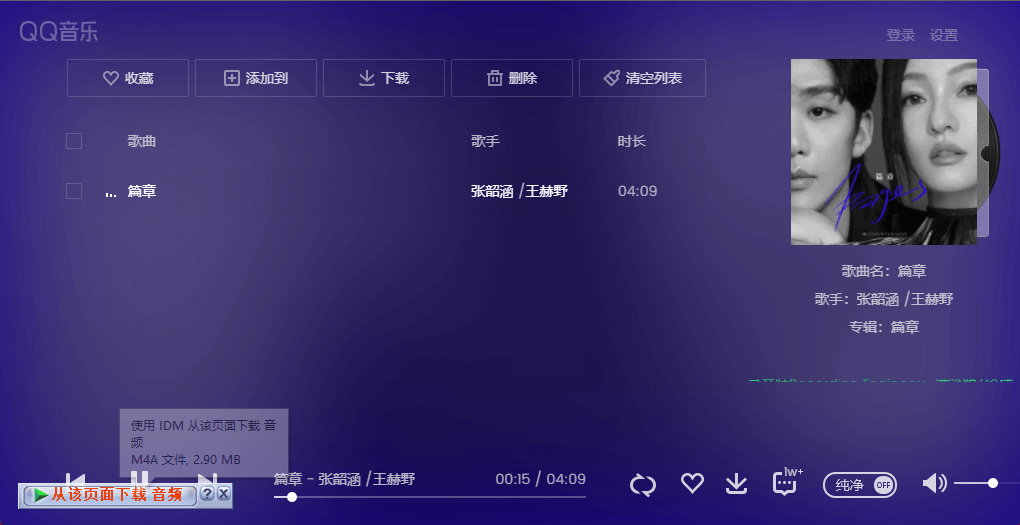 QQ音乐
登录 设置
收藏 添加到 下载 删除 清空列表
歌曲 歌手 时长
... 篇章 张韶涵 /王赫野 04:09
篇章
歌曲名：篇章
歌手：张韶涵 /王赫野
专辑：篇章
使用 IDM 从该页面下载 音
频
M4A 文件, 2.90 MB
篇章 - 张韶涵 /王赫野 00:15 / 04:09
1w+
纯净 OFF
从该页面下载 音频 ? X